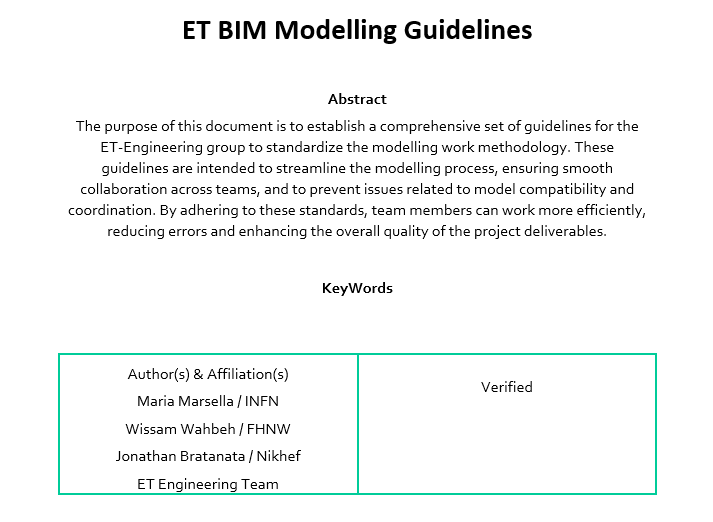 ET BIM Modelling Guidelines
Abstract
The purpose of this document is to establish a comprehensive set of guidelines for the
ET-Engineering group to standardize the modelling work methodology. These
guidelines are intended to streamline the modelling process, ensuring smooth
collaboration across teams, and to prevent issues related to model compatibility and
coordination. By adhering to these standards, team members can work more efficiently,
reducing errors and enhancing the overall quality of the project deliverables.
KeyWords
Author(s) & Affiliation(s)
Maria Marsella / INFN
Wissam Wahbeh / FHNW
Jonathan Bratanata / Nikhef
ET Engineering Team
Verified